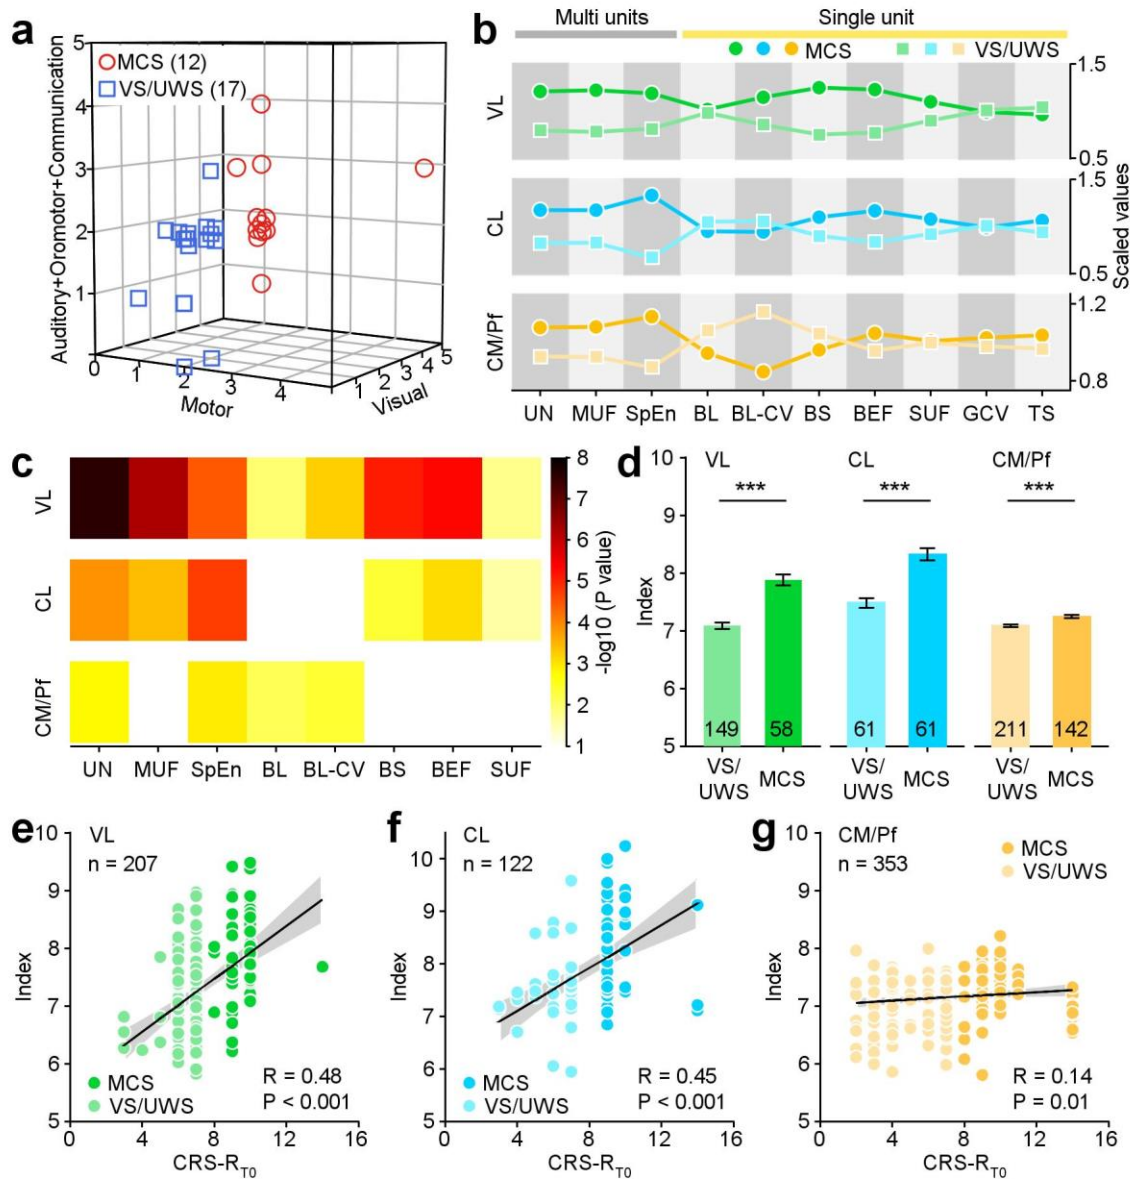 a
MCS (12)
VS/UWS (17)
Auditory+Oromotor+Communication
5
4
3
2
1
0
1
2
3
4
Motor
1
2
3
4
5
Visual
b
Multi units
Single unit
MCS
VS/UWS
VL
1.5
0.5
CL
1.5
0.5
CM/Pf
1.2
0.8
Scaled values
UN MUF SpEn BL BL-CV BS BEF SUF GCV TS
c
VL
CL
CM/Pf
UN MUF SpEn BL BL-CV BS BEF SUF
8
7
6
5
4
3
2
1
-log10 (P value)
d
VL CL CM/Pf
*** *** ***
Index
10
9
8
7
6
5
149 58 61 61 211 142
VS/UWS MCS VS/UWS MCS VS/UWS MCS
e
VL
n = 207
Index
10
9
8
7
6
5
MCS
VS/UWS
R = 0.48
P < 0.001
0 4 8 12 16
CRS-RT0
f
CL
n = 122
Index
10
9
8
7
6
5
MCS
VS/UWS
R = 0.45
P < 0.001
0 4 8 12 16
CRS-RT0
g
CM/Pf
n = 353
MCS
VS/UWS
Index
10
9
8
7
6
5
R = 0.14
P = 0.01
0 4 8 12 16
CRS-RT0